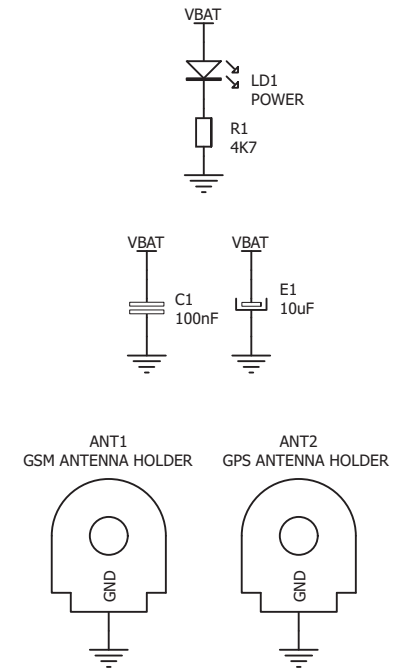 VBAT
LD1
POWER
R1
4K7
VBAT
C1
100nF
VBAT
E1
10uF
ANT1
GSM ANTENNA HOLDER
GND
ANT2
GPS ANTENNA HOLDER
GND